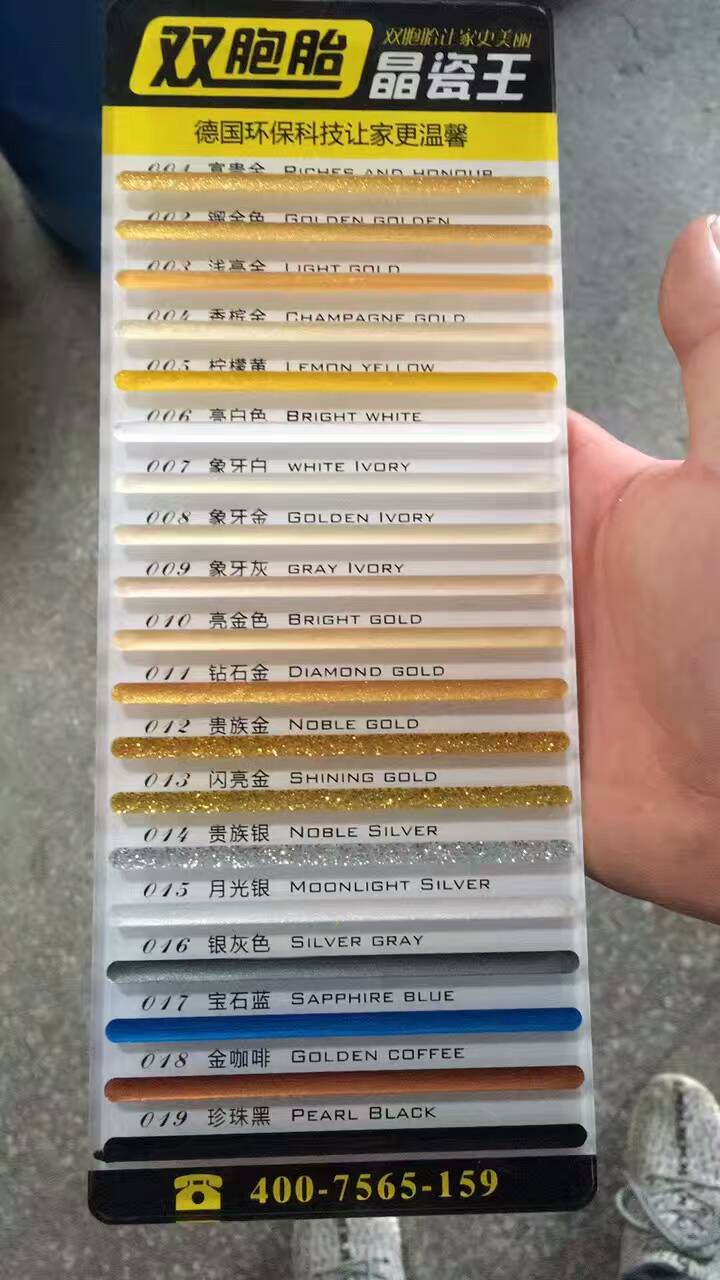 双胞胎
双胞胎让家更美丽
晶瓷王
德国环保科技让家更温馨
001 富贵金 RICHES AND HONOUR
002 镏金色 GOLDEN GOLDEN
003 浅亮金 LIGHT GOLD
004 香槟金 CHAMPAGNE GOLD
005 柠檬黄 LEMON YELLOW
006 亮白色 BRIGHT WHITE
007 象牙白 WHITE IVORY
008 象牙金 GOLDEN IVORY
009 象牙灰 GRAY IVORY
010 亮金色 BRIGHT GOLD
011 钻石金 DIAMOND GOLD
012 贵族金 NOBLE GOLD
013 闪亮金 SHINING GOLD
014 贵族银 NOBLE SILVER
015 月光银 MOONLIGHT SILVER
016 银灰色 SILVER GRAY
017 宝石蓝 SAPPHIRE BLUE
018 金咖啡 GOLDEN COFFEE
019 珍珠黑 PEARL BLACK
400-7565-159